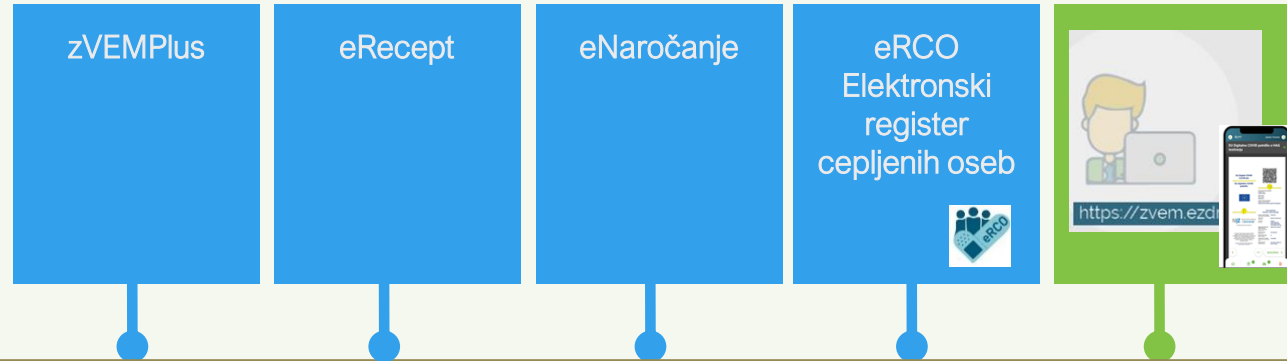 zVEMPlus
eRecept
eNaročanje
eRCO
Elektronski
register
cepljenih oseb
eRCO
https://zvem.ezdr